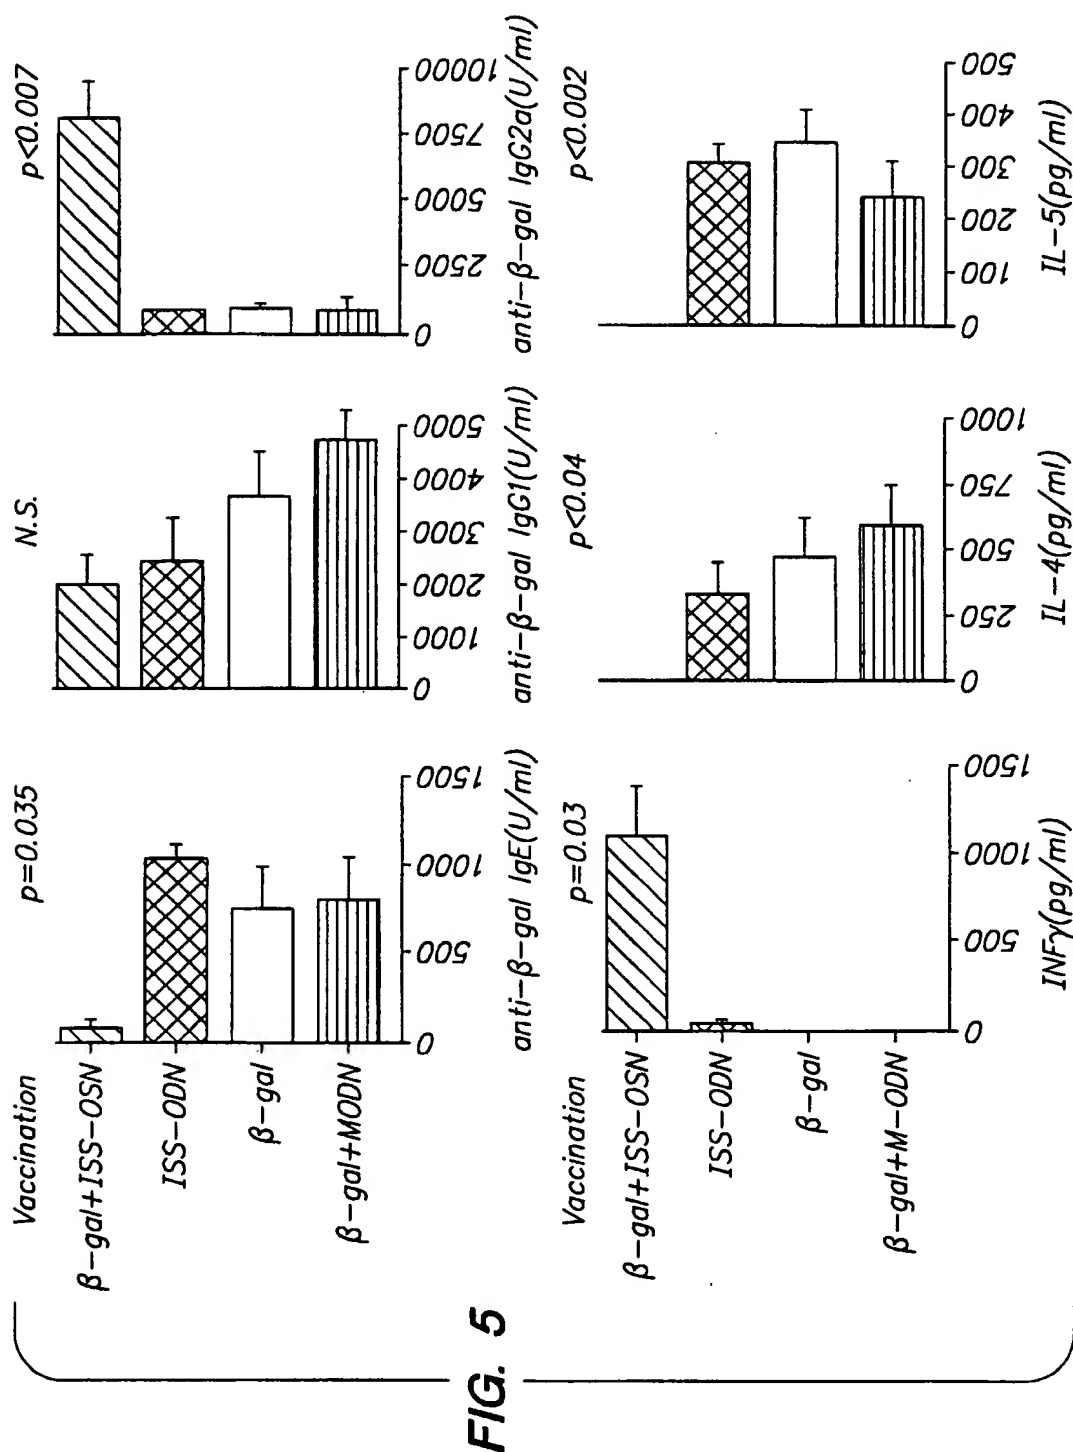 FIG. 5
Vaccination
p=0.035
N.S.
p<0.007
β-gal+ISS-OSN
ISS-ODN
β-gal
β-gal+MODN
0 500 1000 1500
0 1000 2000 3000 4000 5000
0 2500 5000 7500 10000
anti-β-gal IgE(U/ml)
anti-β-gal IgG1(U/ml)
anti-β-gal IgG2a(U/ml)
Vaccination
p=0.03
p<0.04
p<0.002
β-gal+ISS-OSN
ISS-ODN
β-gal
β-gal+M-ODN
0 500 1000 1500
0 250 500 750 1000
0 100 200 300 400 500
INFγ(pg/ml)
IL-4(pg/ml)
IL-5(pg/ml)